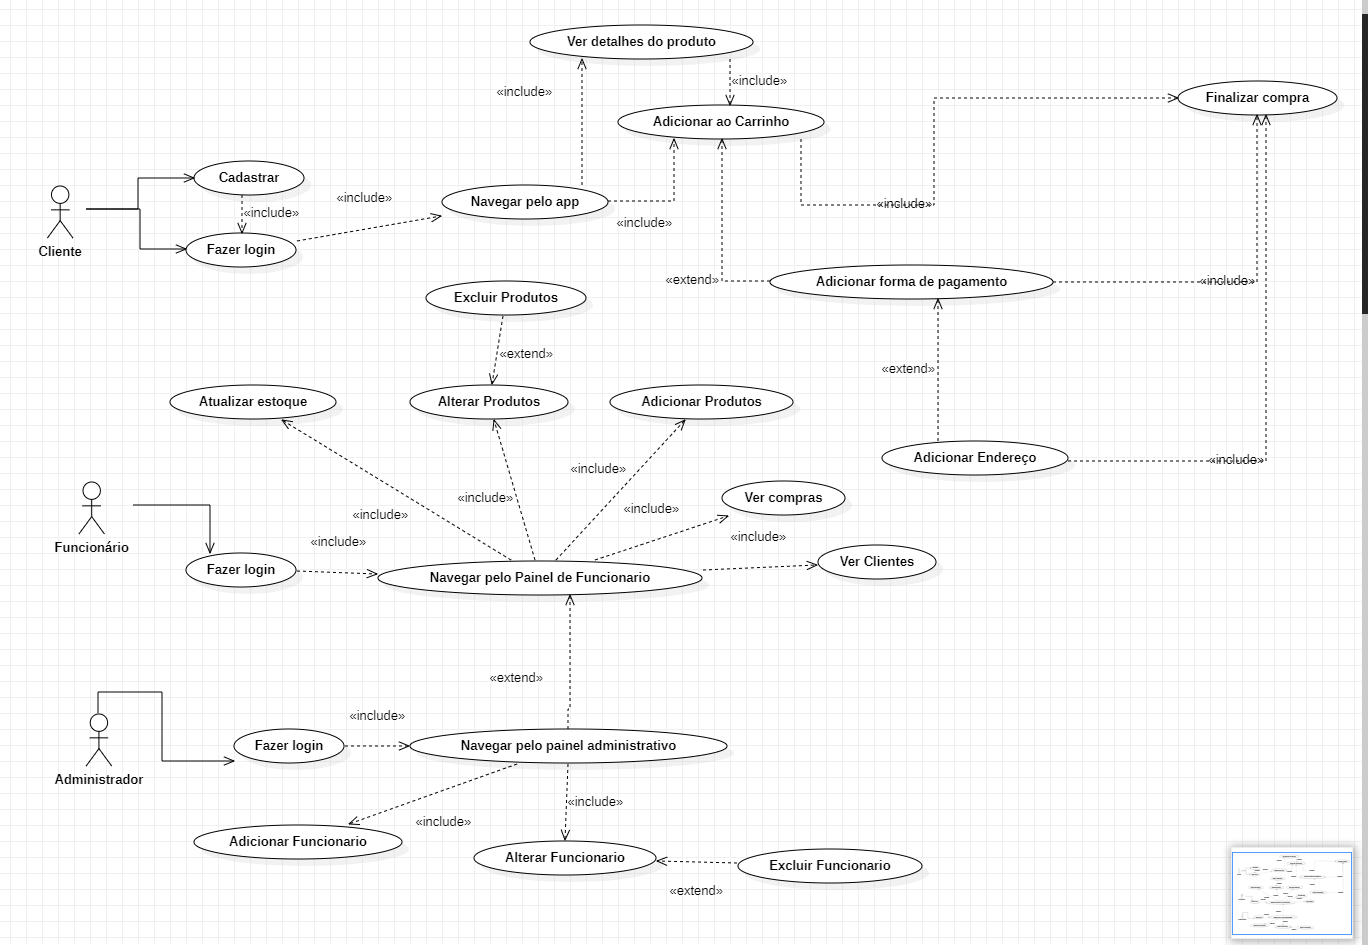 Ver detalhes do produto
«include»
«include»
Finalizar compra
Adicionar ao Carrinho
Cadastrar
«include»
Navegar pelo app
«include»
«include»
«include»
Cliente
Fazer login
Adicionar forma de pagamento
«extend»
«include»
Excluir Produtos
«extend»
«extend»
Atualizar estoque
Alterar Produtos
Adicionar Produtos
Adicionar Endereço
«include»
«include»
«include»
Ver compras
«include»
«include»
Funcionário
«include»
«include»
Ver Clientes
Fazer login
Navegar pelo Painel de Funcionario
«extend»
«include»
Fazer login
Navegar pelo painel administrativo
Administrador
«include»
«include»
Adicionar Funcionario
Alterar Funcionario
Excluir Funcionario
«extend»